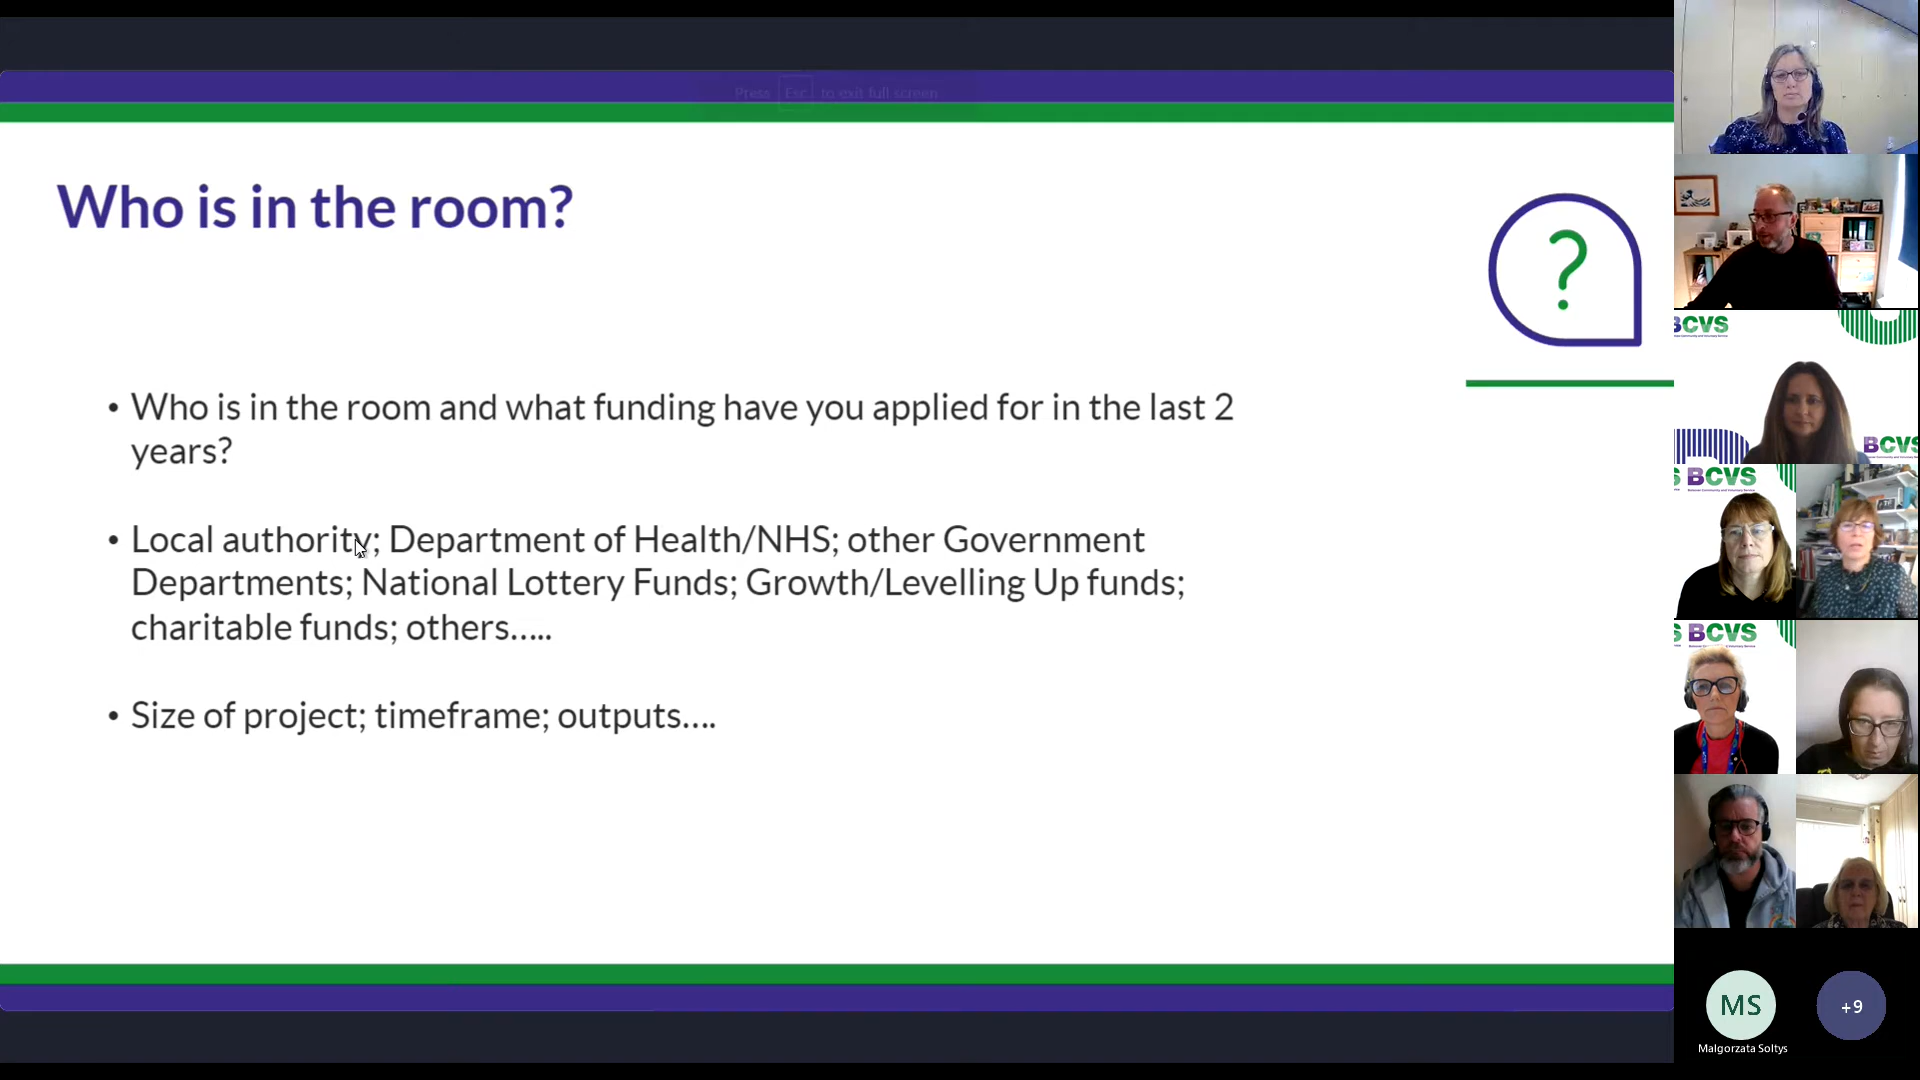 Press Esc to exit full screen
Who is in the room?
?
• Who is in the room and what funding have you applied for in the last 2
years?
• Local authority; Department of Health/NHS; other Government
Departments; National Lottery Funds; Growth/Levelling Up funds;
charitable funds; others…..
• Size of project; timeframe; outputs….
BCVS
BCVS
S BCVS
S BCVS
MS
+9
Malgorzata Soltys